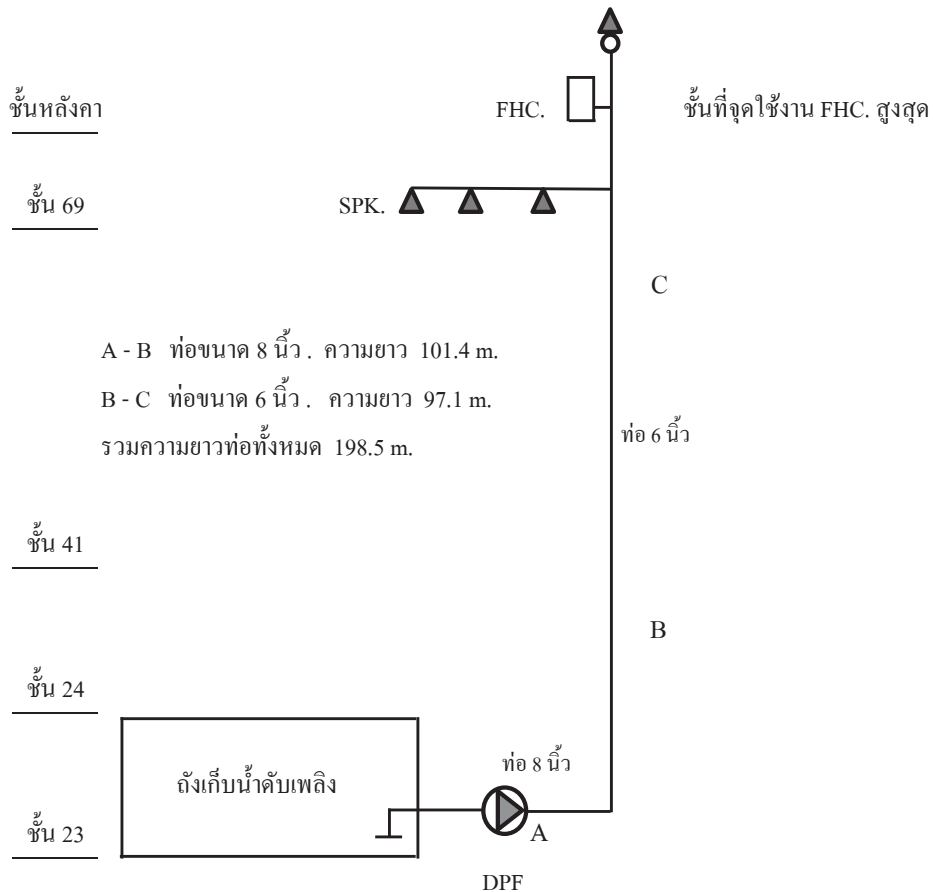 ชั้นหลังคา
FHC.
ชั้นที่จุดใช้งาน FHC. สูงสุด
ชั้น 69
SPK.
C
A - B ท่อขนาด 8 นิ้ว . ความยาว 101.4 m.
B - C ท่อขนาด 6 นิ้ว . ความยาว 97.1 m.
รวมความยาวท่อทั้งหมด 198.5 m.
ท่อ 6 นิ้ว
ชั้น 41
B
ชั้น 24
ท่อ 8 นิ้ว
ถังเก็บน้ำดับเพลิง
ชั้น 23
A
DPF